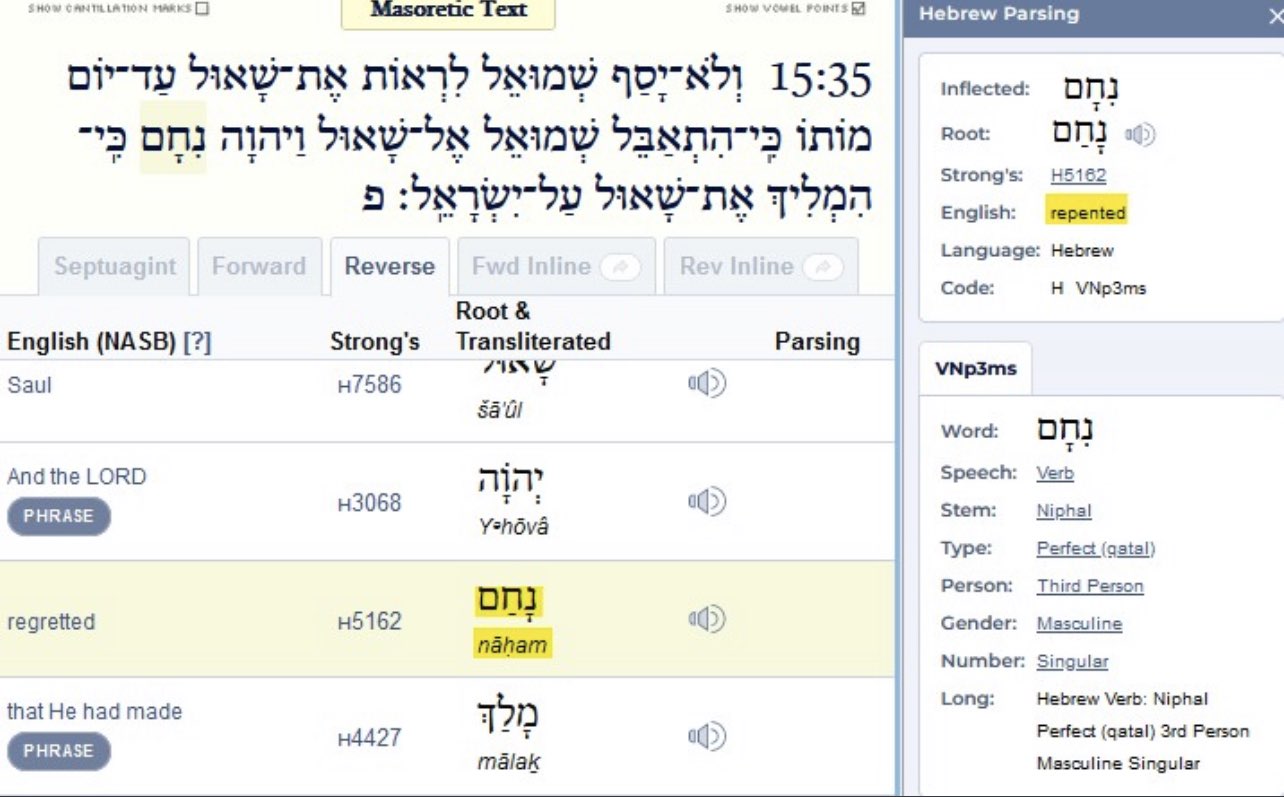 SHOW CANTILLATION MARKS
Masoretic Text
SHOW VOWEL POINTS
15:35 וְלֹא־יָסַף שְׁמוּאֵל לִרְאוֹת אֶת־שָׁאוּל עַד־יוֹם
מוֹתוֹ כִּי־הִתְאַבֵּל שְׁמוּאֵל אֶל־שָׁאוּל וַיהוָה נִחָם כִּי־
הִמְלִיךְ אֶת־שָׁאוּל עַל־יִשְׂרָאֵל׃ פ
Septuagint Forward Reverse Fwd Inline Rev Inline
English (NASB) [?] Strong's Root & Transliterated Parsing
Saul H7586 שָׁאוּל
šā'ûl
And the LORD
PHRASE
H3068
יְהֹוָה
Yᵊhōvâ
regretted H5162 נָחַם
nāḥam
that He had made
PHRASE
H4427
מָלַךְ
mālaḵ
Hebrew Parsing
Inflected: נִחָם
Root: נָחַם
Strong's: H5162
English: repented
Language: Hebrew
Code: H VNp3ms
VNp3ms
Word: נִחָם
Speech: Verb
Stem: Niphal
Type: Perfect (qatal)
Person: Third Person
Gender: Masculine
Number: Singular
Long: Hebrew Verb: Niphal
Perfect (qatal) 3rd Person
Masculine Singular